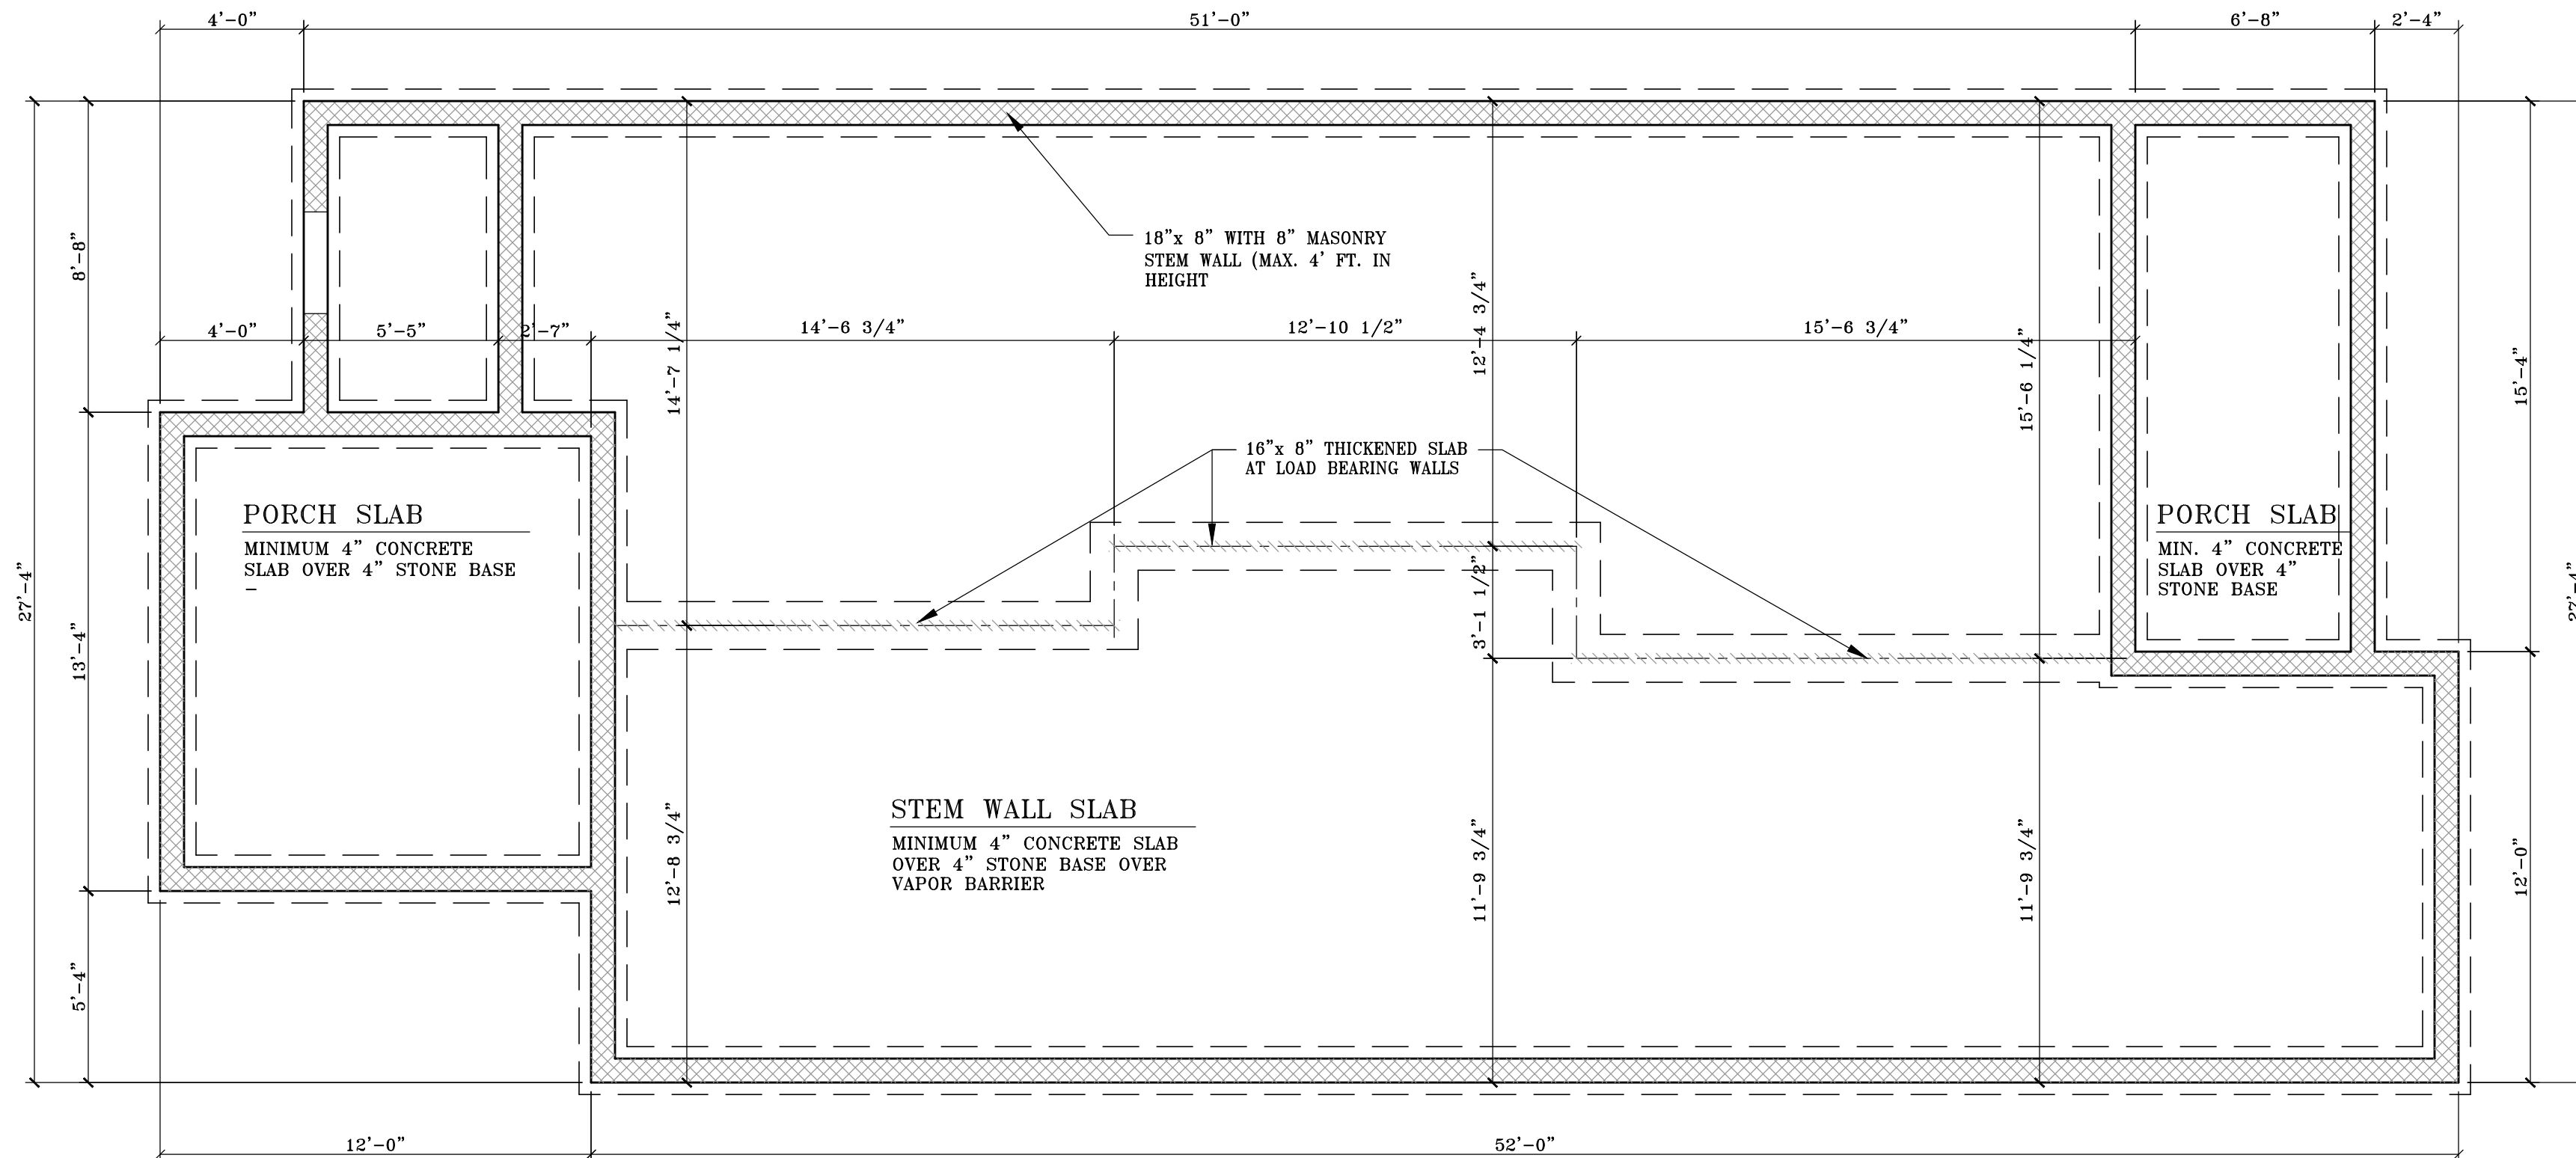 4'-0"
51'-0"
6'-8"
2'-4"
18"x 8" WITH 8" MASONRY
STEM WALL (MAX. 4' FT. IN
HEIGHT
8'-8"
4'-0"
5'-5"
2'-7"
14'-6 3/4"
12'-10 1/2"
15'-6 3/4"
14'-7 1/4"
12'-4 3/4"
15'-6 1/4"
15'-4"
16"x 8" THICKENED SLAB
AT LOAD BEARING WALLS
PORCH SLAB
MINIMUM 4" CONCRETE
SLAB OVER 4" STONE BASE
-
PORCH SLAB
MIN. 4" CONCRETE
SLAB OVER 4"
STONE BASE
27'-4"
13'-4"
3'-1 1/2"
27'-4"
STEM WALL SLAB
MINIMUM 4" CONCRETE SLAB
OVER 4" STONE BASE OVER
VAPOR BARRIER
12'-8 3/4"
11'-9 3/4"
11'-9 3/4"
12'-0"
5'-4"
12'-0"
52'-0"